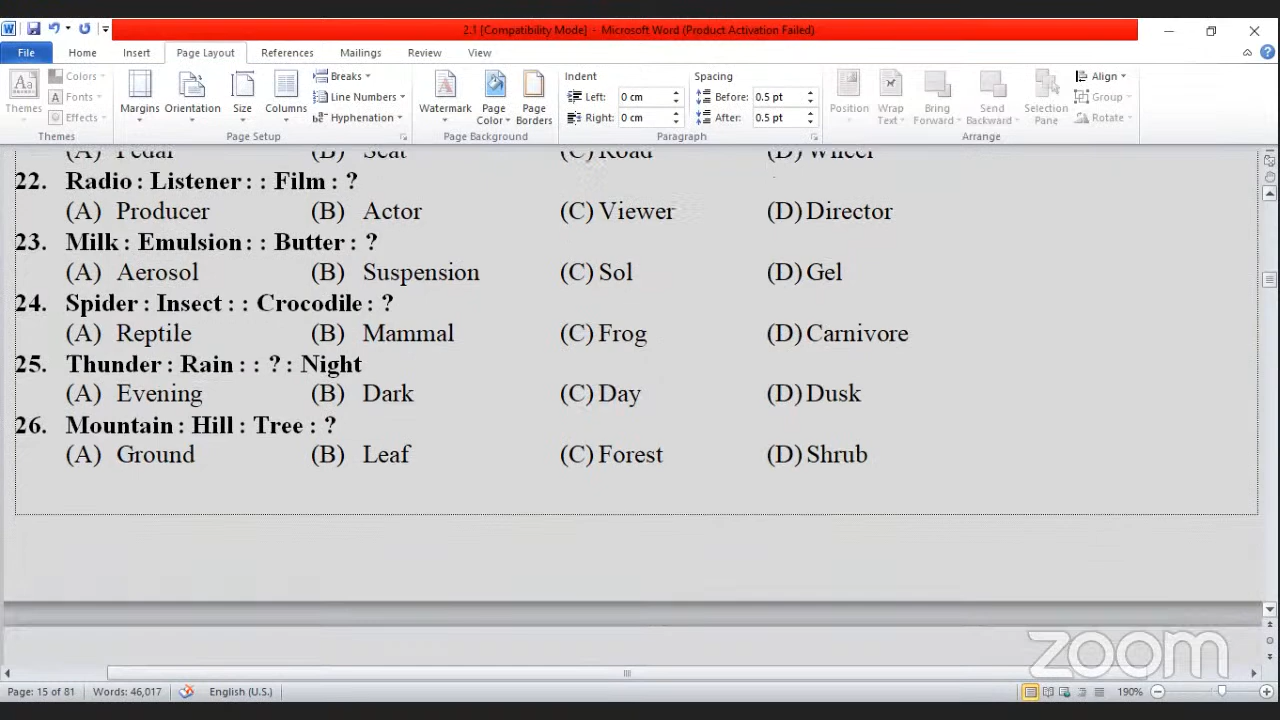 2.1 [Compatibility Mode] - Microsoft Word (Product Activation Failed)
File Home Insert Page Layout References Mailings Review View
Themes Colors Fonts Effects Margins Orientation Size Columns Breaks Line Numbers Hyphenation Watermark Page Color Page Borders Indent Left: 0 cm Right: 0 cm Spacing Before: 0.5 pt After: 0.5 pt Position Wrap Text Bring Forward Send Backward Selection Pane Align Group Rotate
Themes Page Setup Page Background Paragraph Arrange
(A) Pedal (B) Seat (C) Road (D) Wheel
22. Radio : Listener : : Film : ?
(A) Producer (B) Actor (C) Viewer (D) Director
23. Milk : Emulsion : : Butter : ?
(A) Aerosol (B) Suspension (C) Sol (D) Gel
24. Spider : Insect : : Crocodile : ?
(A) Reptile (B) Mammal (C) Frog (D) Carnivore
25. Thunder : Rain : : ? : Night
(A) Evening (B) Dark (C) Day (D) Dusk
26. Mountain : Hill : Tree : ?
(A) Ground (B) Leaf (C) Forest (D) Shrub
zoom
Page: 15 of 81 Words: 46,017 English (U.S.) 190%